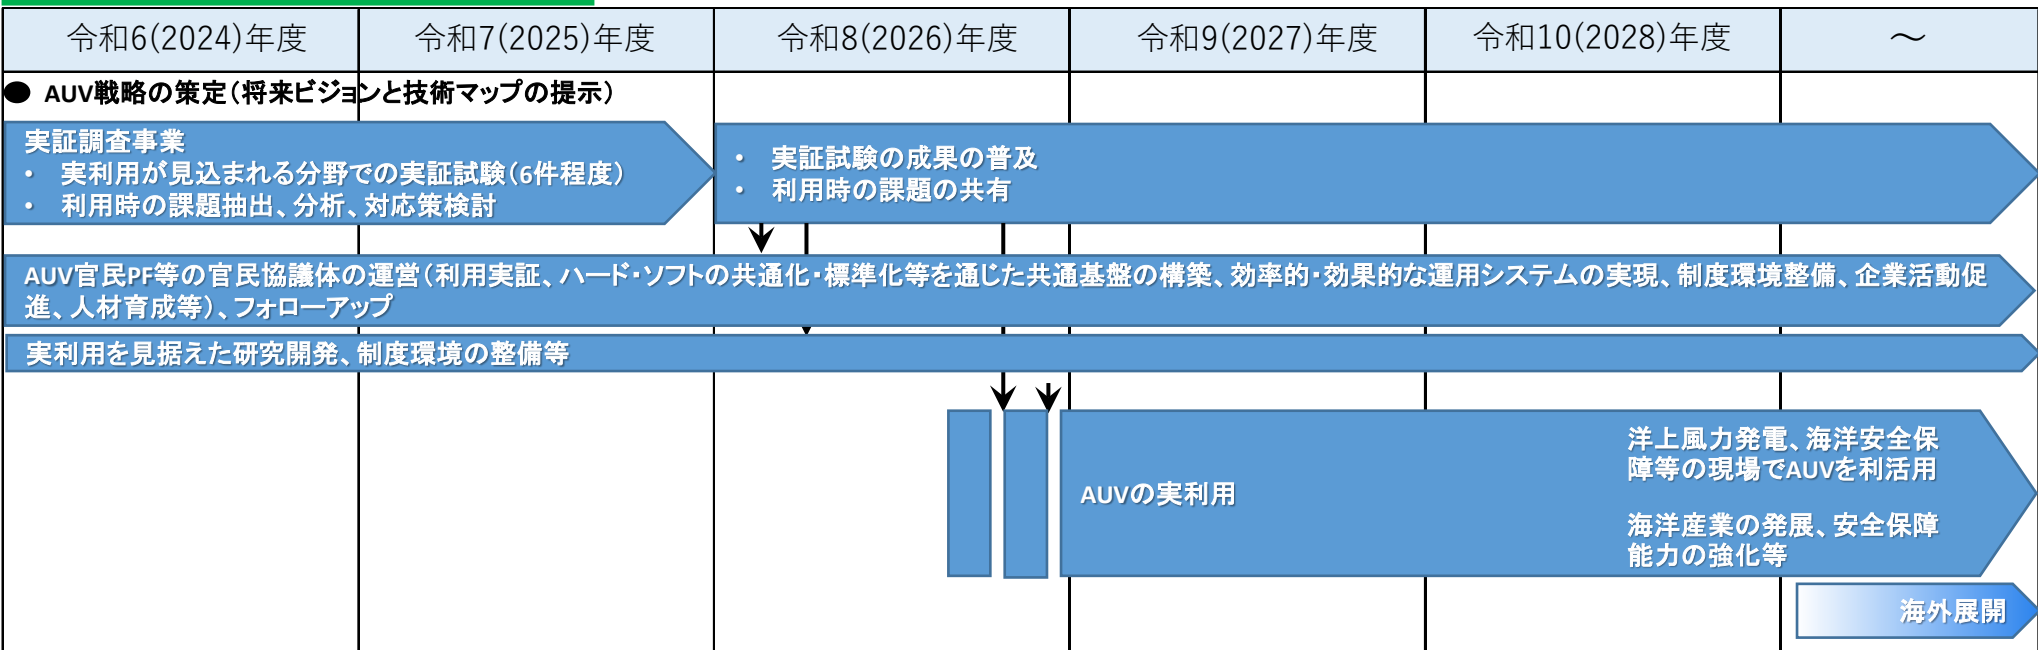 令和6(2024)年度
令和7(2025)年度
令和8(2026)年度
令和9(2027)年度
令和10(2028)年度
～
● AUV戦略の策定（将来ビジョンと技術マップの提示）
実証調査事業
• 実利用が見込まれる分野での実証試験（6件程度）
• 利用時の課題抽出、分析、対応策検討
• 実証試験の成果の普及
• 利用時の課題の共有
AUV官民PF等の官民協議体の運営（利用実証、ハード・ソフトの共通化・標準化等を通じた共通基盤の構築、効率的・効果的な運用システムの実現、制度環境整備、企業活動促
進、人材育成等）、フォローアップ
実利用を見据えた研究開発、制度環境の整備等
AUVの実利用
洋上風力発電、海洋安全保
障等の現場でAUVを利活用
海洋産業の発展、安全保障
能力の強化等
海外展開